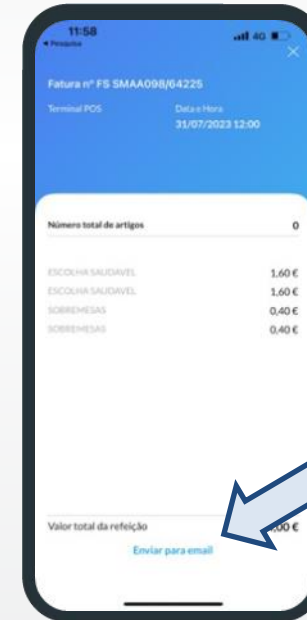 11:58
4G
Pesquisa
Fatura nº FS SMAA098/64225
Terminal POS
Data e Hora
31/07/2023 12:00
Número total de artigos 0
ESCOLHA SAUDAVEL 1,60 €
ESCOLHA SAUDAVEL 1,60 €
SOBREMESAS 0,40 €
SOBREMESAS 0,40 €
Valor total da refeição ,00 €
Enviar para email